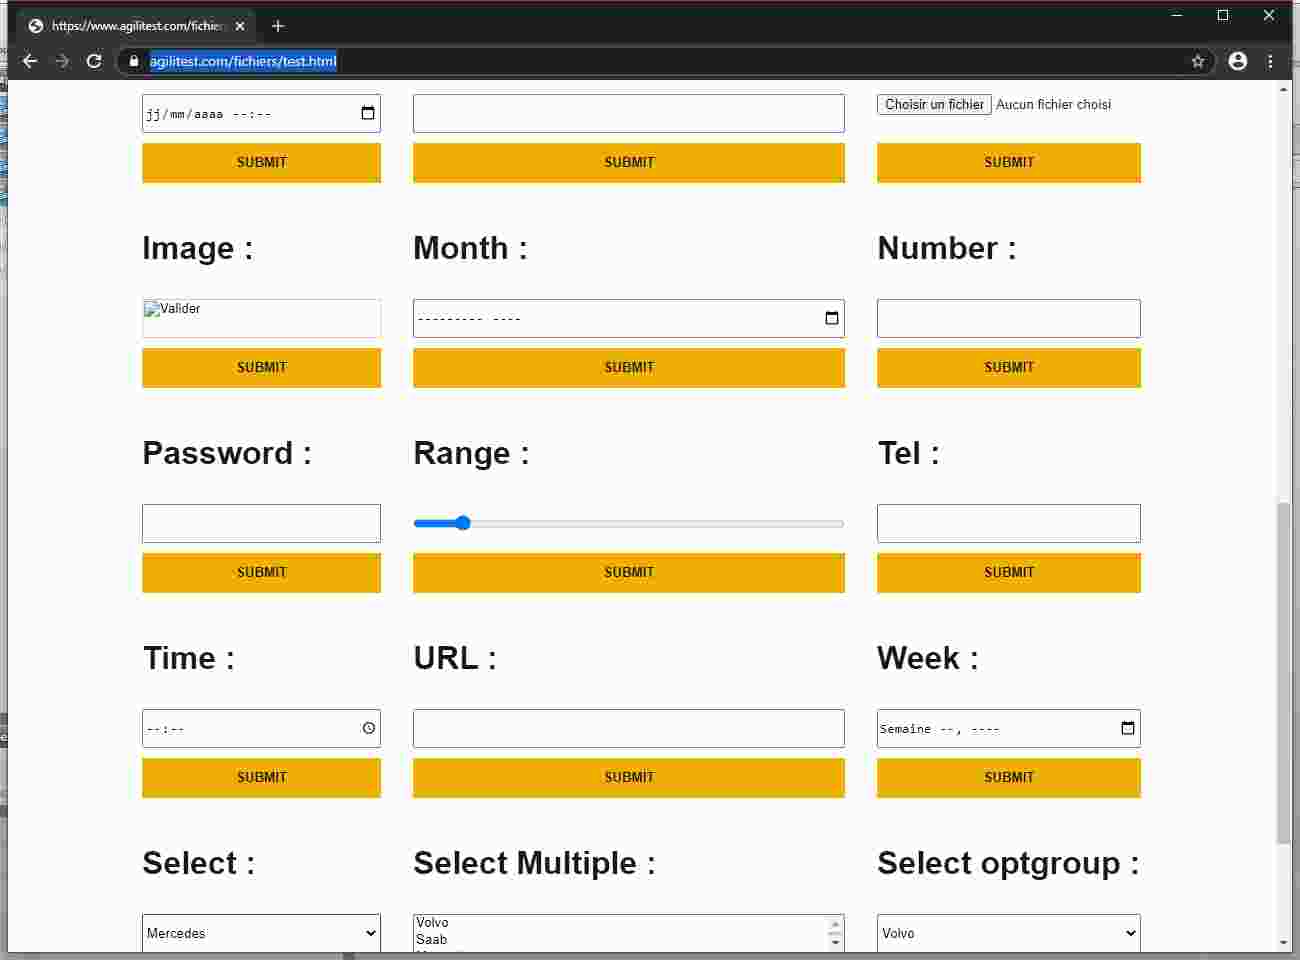 https://www.agilitest.com/fichier
agilitest.com/fichiers/test.html
jj/mm/aaaa --:--
Choisir un fichier Aucun fichier choisi
SUBMIT SUBMIT SUBMIT
Image : Month : Number :
Valider --------- ----
SUBMIT SUBMIT SUBMIT
Password : Range : Tel :
SUBMIT SUBMIT SUBMIT
Time : URL : Week :
--:-- Semaine --, ----
SUBMIT SUBMIT SUBMIT
Select : Select Multiple : Select optgroup :
Mercedes Volvo Volvo
Saab